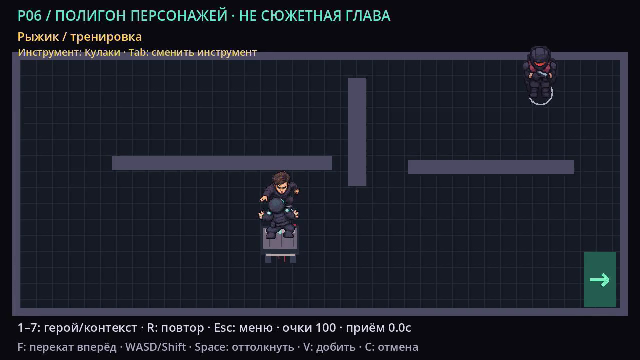 P06 / ПОЛИГОН ПЕРСОНАЖЕЙ · НЕ СЮЖЕТНАЯ ГЛАВА
Рыжик / тренировка
Инструмент: Кулаки · Tab: сменить инструмент
→
1–7: герой/контекст · R: повтор · Esc: меню · очки 100 · приём 0.0с
F: перекат вперёд · WASD/Shift · Space: оттолкнуть · V: добить · C: отмена